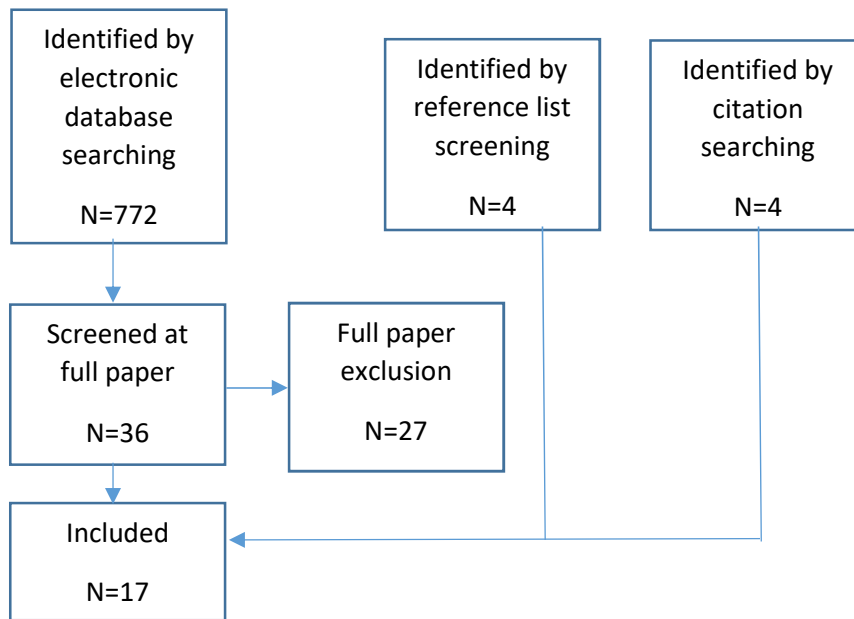 Identified by
electronic
database
searching
N=772
Identified by
reference list
screening
N=4
Identified by
citation
searching
N=4
Screened at
full paper
N=36
Full paper
exclusion
N=27
Included
N=17